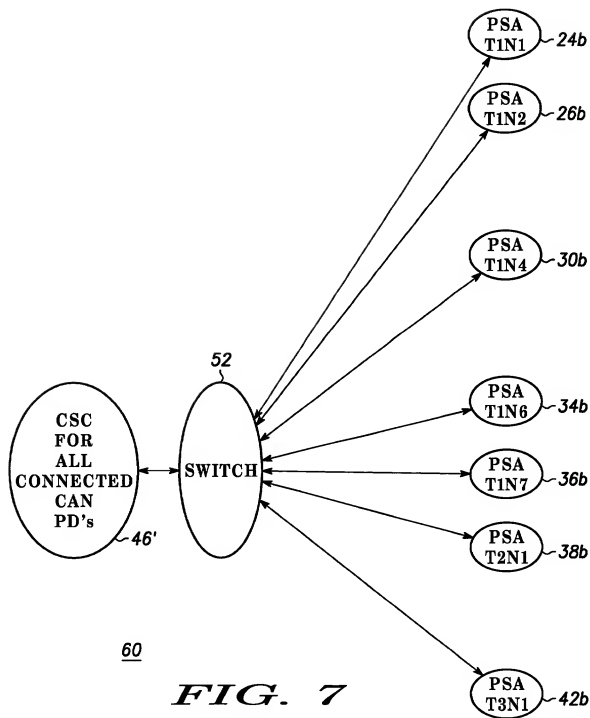 PSA
T1N1
24b
PSA
T1N2
26b
PSA
T1N4
30b
52
CSC
FOR
ALL
CONNECTED
CAN
PD's
46'
SWITCH
PSA
T1N6
34b
PSA
T1N7
36b
PSA
T2N1
38b
60
FIG. 7
PSA
T3N1
42b